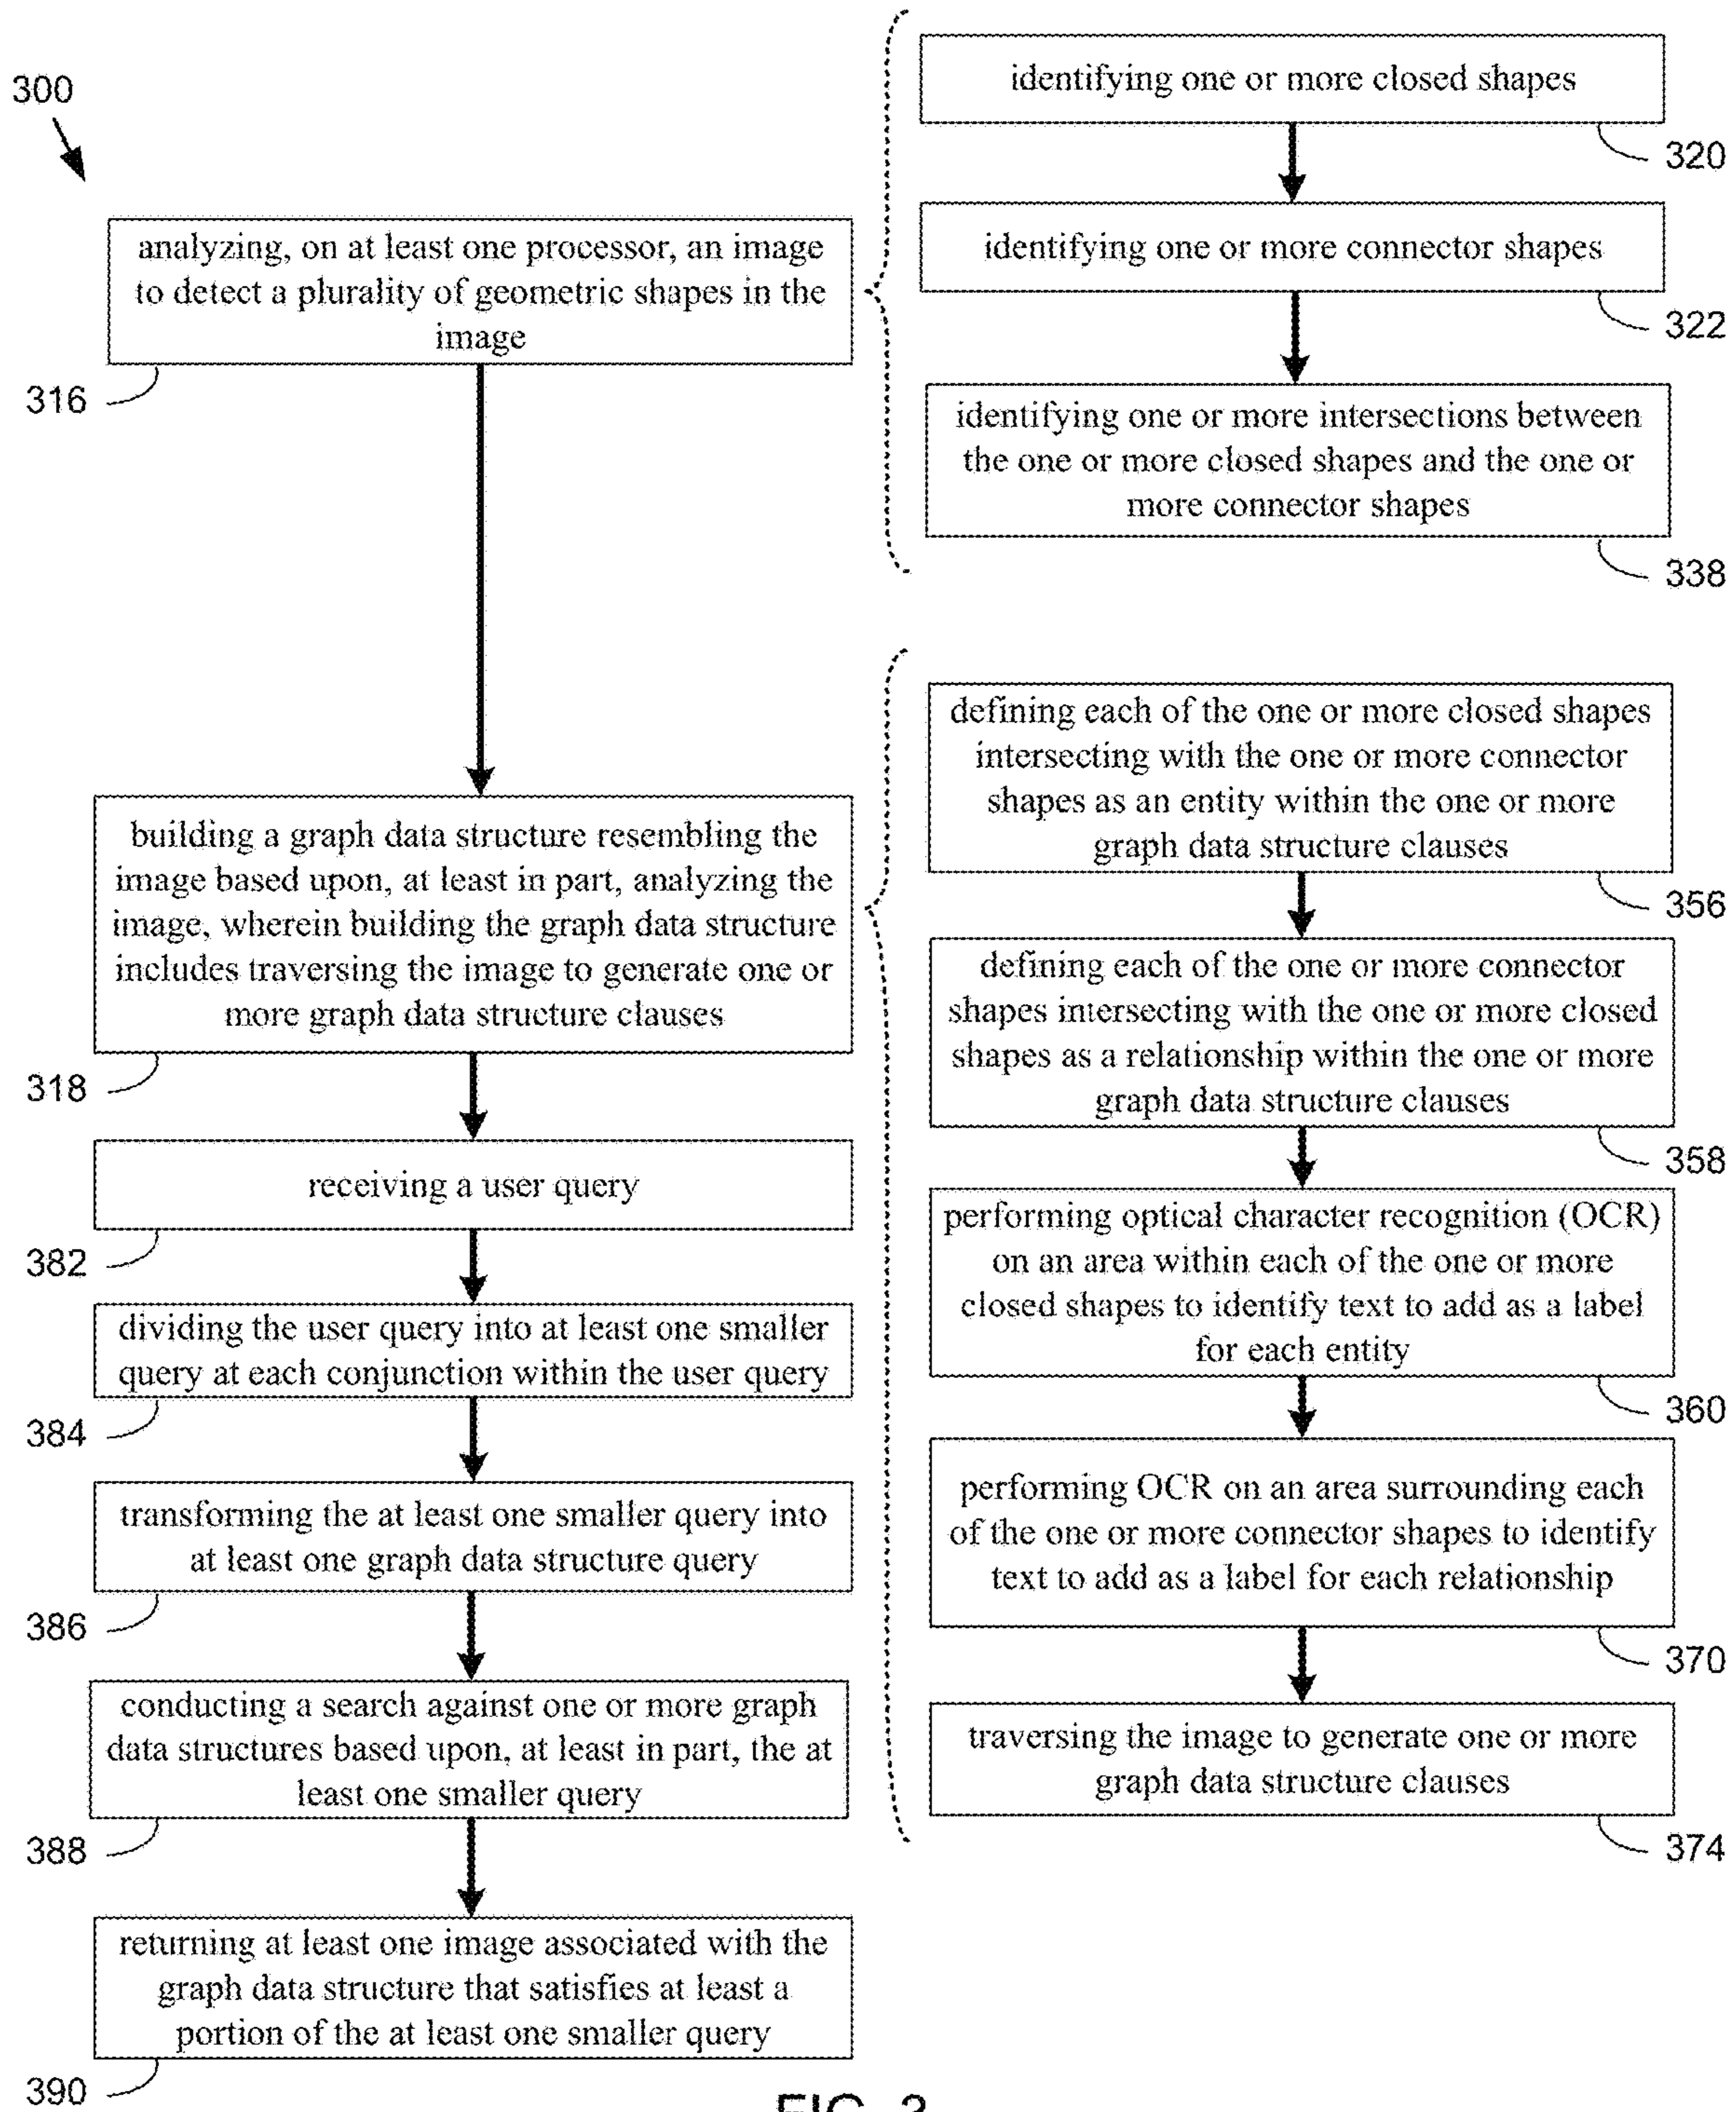 300
analyzing, on at least one processor, an image
to detect a plurality of geometric shapes in the
image
316
identifying one or more closed shapes
320
identifying one or more connector shapes
322
identifying one or more intersections between
the one or more closed shapes and the one or
more connector shapes
338
building a graph data structure resembling the
image based upon, at least in part, analyzing the
image, wherein building the graph data structure
includes traversing the image to generate one or
more graph data structure clauses
318
defining each of the one or more closed shapes
intersecting with the one or more connector
shapes as an entity within the one or more
graph data structure clauses
356
defining each of the one or more connector
shapes intersecting with the one or more closed
shapes as a relationship within the one or more
graph data structure clauses
358
performing optical character recognition (OCR)
on an area within each of the one or more
closed shapes to identify text to add as a label
for each entity
360
performing OCR on an area surrounding each
of the one or more connector shapes to identify
text to add as a label for each relationship
370
traversing the image to generate one or more
graph data structure clauses
374
receiving a user query
382
dividing the user query into at least one smaller
query at each conjunction within the user query
384
transforming the at least one smaller query into
at least one graph data structure query
386
conducting a search against one or more graph
data structures based upon, at least in part, the at
least one smaller query
388
returning at least one image associated with the
graph data structure that satisfies at least a
portion of the at least one smaller query
390
FIG. 3